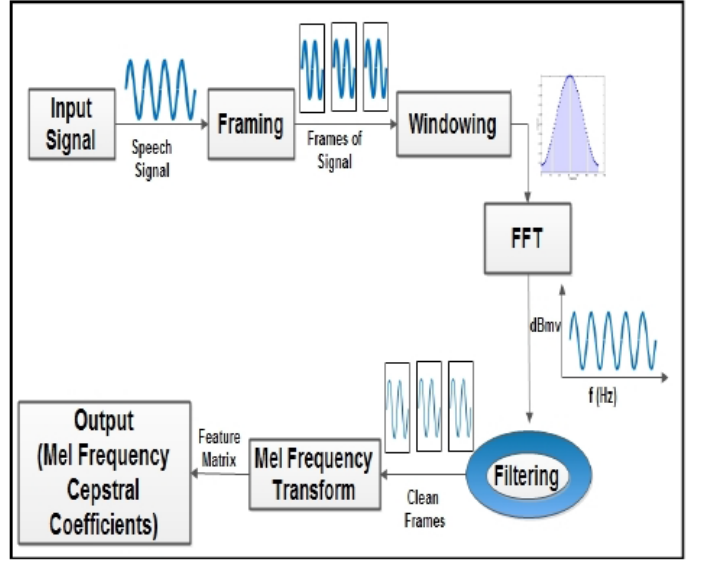 Input
Signal
Speech
Signal
Framing
Frames of
Signal
Windowing
FFT
dBmv
f (Hz)
Filtering
Clean
Frames
Mel Frequency
Transform
Feature
Matrix
Output
(Mel Frequency
Cepstral
Coefficients)